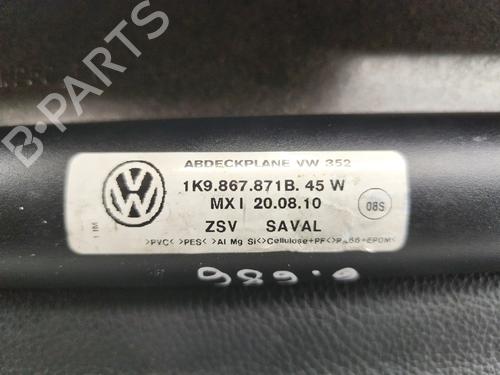 B-PARTS
ABDECKPLANE VW 352
1K9.867.871B. 45 W
MX I 20.08.10
08S
ZSV SAVAL
>PVC< >PES< >Al Mg Si<>Cellulose+PF<>PA66+EPDM<